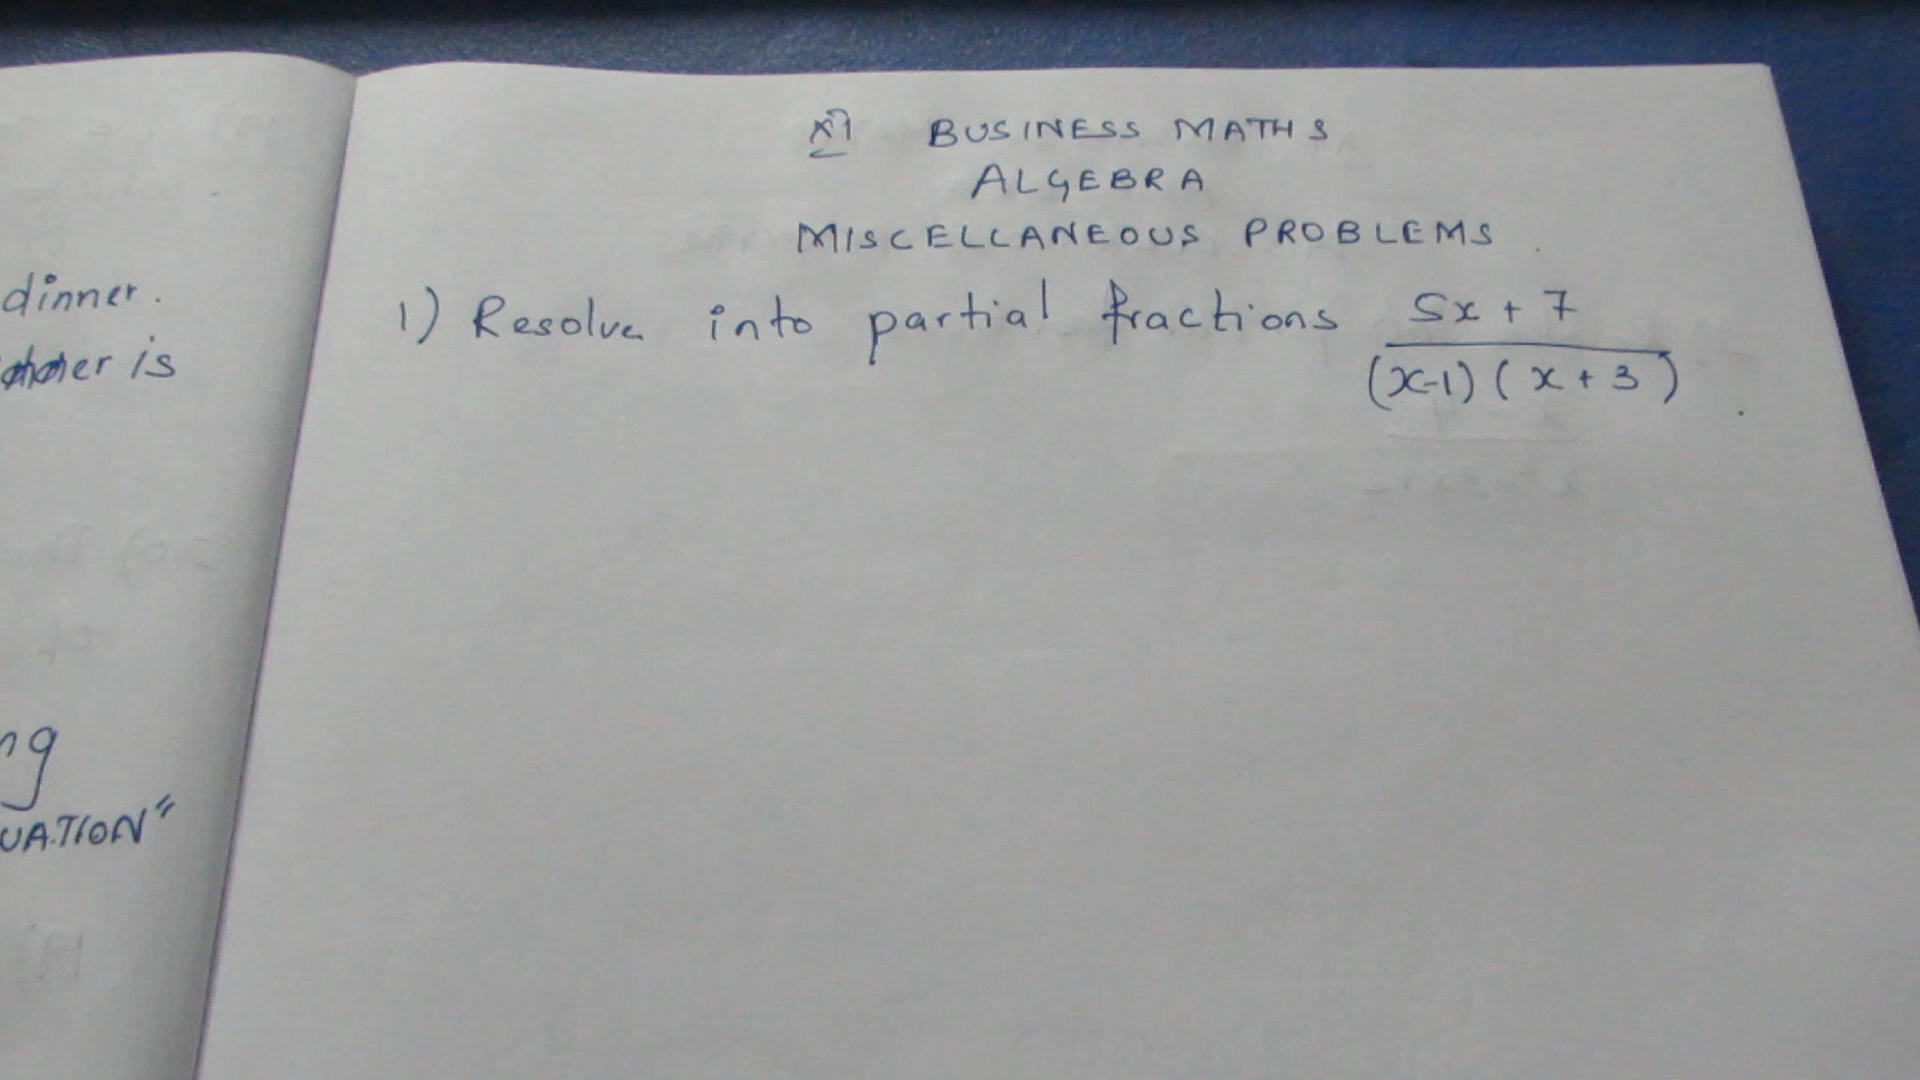 dinner.
er is
ng
UATION"
XI BUSINESS MATHS
ALGEBRA
MISCELLANEOUS PROBLEMS
1) Resolve into partial fractions 5x + 7
(x-1) ( x + 3 )